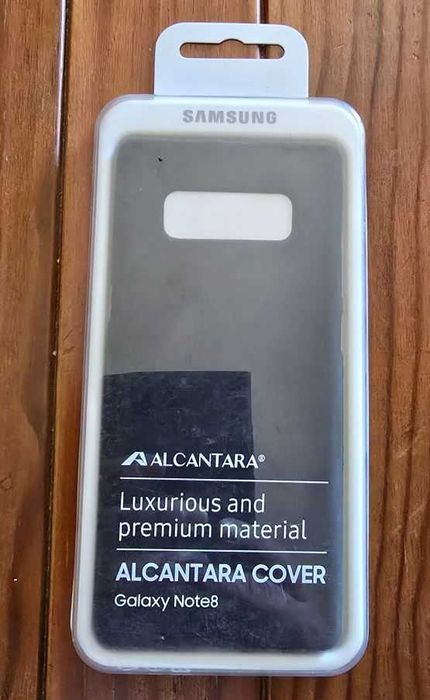 SAMSUNG
ALCANTARA®
Luxurious and
premium material
ALCANTARA COVER
Galaxy Note8